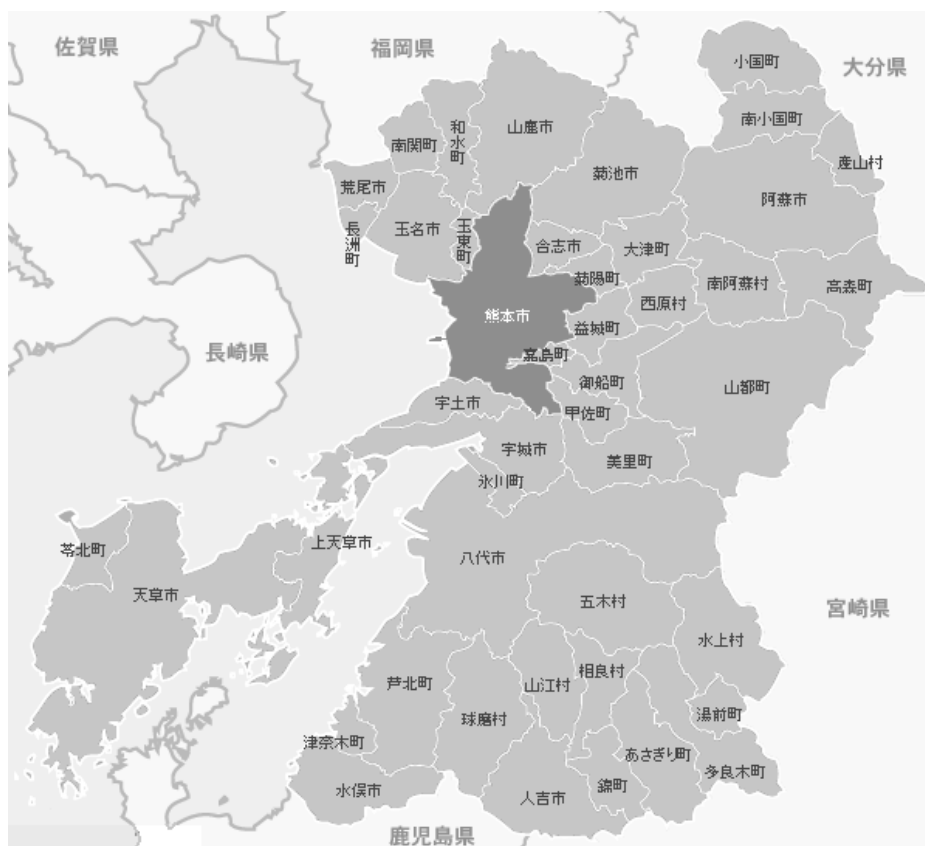 佐賀県
福岡県
小国町
大分県
南小国町
和水町
山鹿市
南関町
産山村
菊池市
荒尾市
阿蘇市
長洲町
玉名市
玉東町
合志市
大津町
菊陽町
南阿蘇村
高森町
西原村
熊本市
益城町
長崎県
嘉島町
御船町
山都町
宇土市
甲佐町
宇城市
美里町
氷川町
上天草市
苓北町
八代市
天草市
五木村
宮崎県
水上村
相良村
芦北町
山江村
湯前町
球磨村
津奈木町
あさぎり町
多良木町
錦町
水俣市
人吉市
鹿児島県